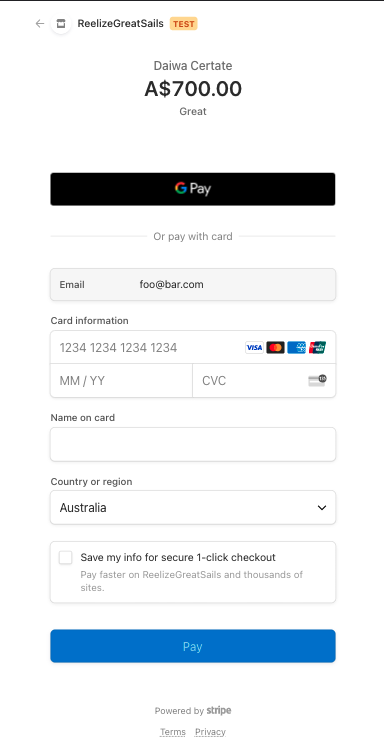 ReelizeGreatSails TEST
Daiwa Certate
A$700.00
Great
G Pay
Or pay with card
Email foo@bar.com
Card information
1234 1234 1234 1234 VISA
MM / YY CVC
Name on card
Country or region
Australia
Save my info for secure 1-click checkout
Pay faster on ReelizeGreatSails and thousands of
sites.
Pay
Powered by stripe
Terms Privacy